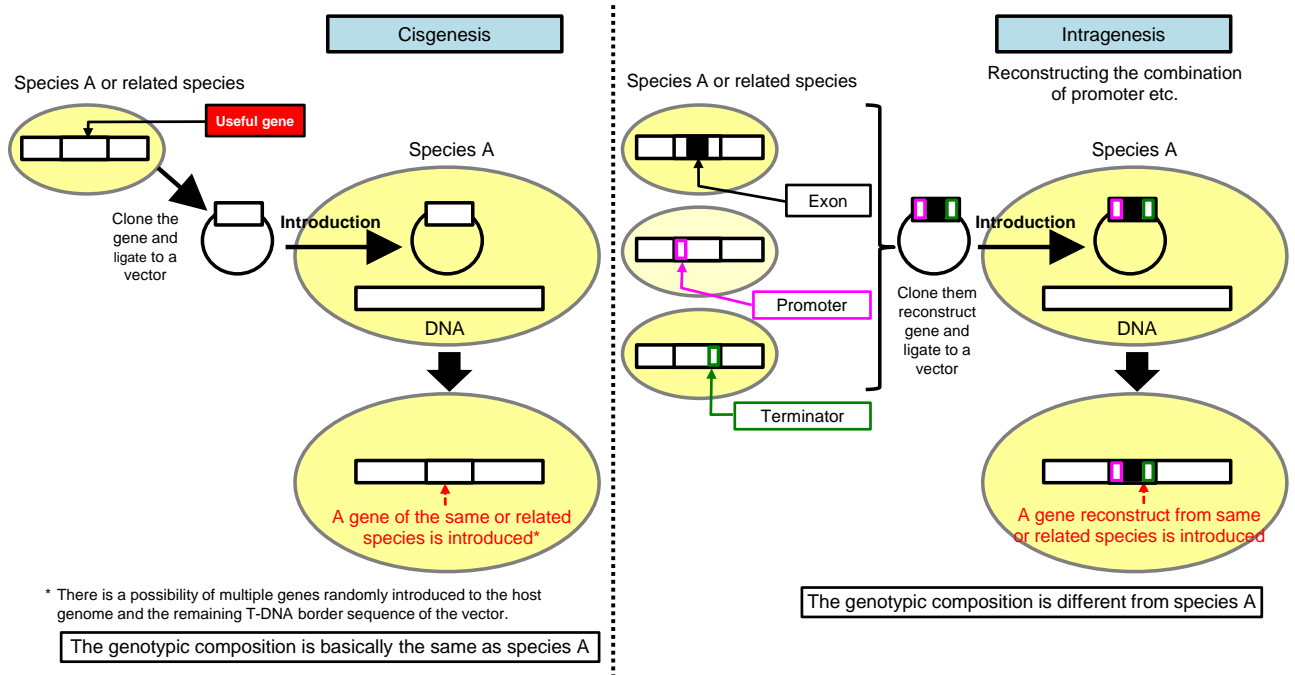 Cisgenesis
Species A or related species
Useful gene
Species A
Clone the
gene and
ligate to a
vector
Introduction
DNA
A gene of the same or related
species is introduced*
* There is a possibility of multiple genes randomly introduced to the host
genome and the remaining T-DNA border sequence of the vector.
The genotypic composition is basically the same as species A
Intragenesis
Reconstructing the combination
of promoter etc.
Species A or related species
Species A
Exon
Promoter
Terminator
Introduction
Clone them
reconstruct
gene and
ligate to a
vector
DNA
A gene reconstruct from same
or related species is introduced
The genotypic composition is different from species A